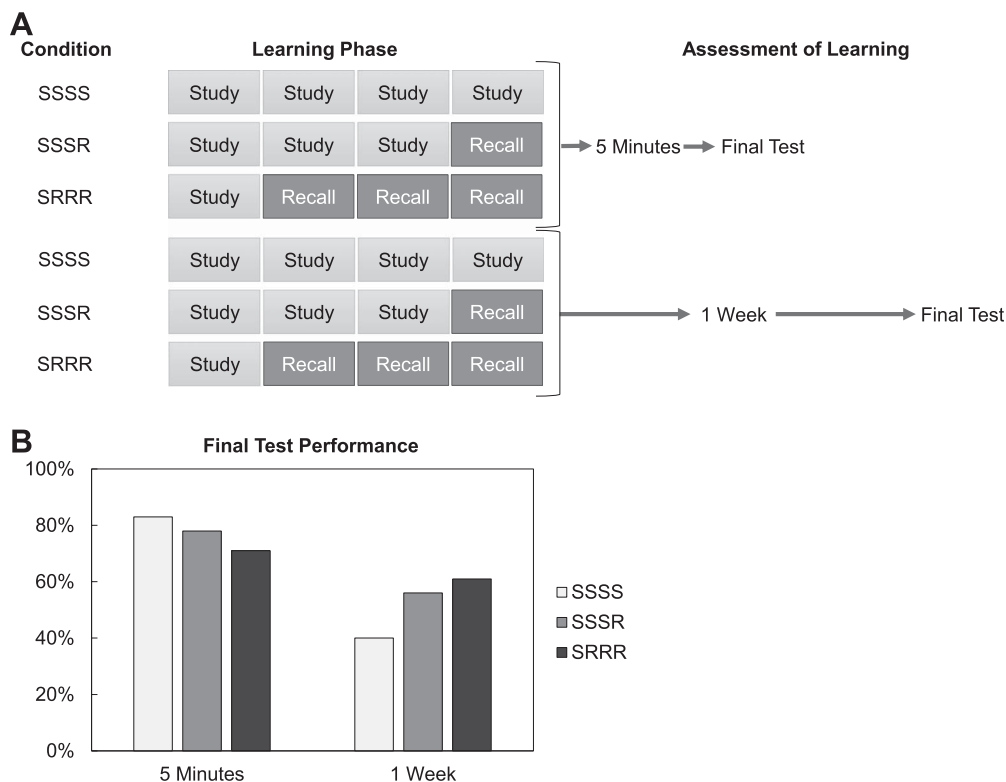 A
Condition Learning Phase Assessment of Learning
SSSS Study Study Study Study
SSSR Study Study Study Recall
5 Minutes Final Test
SRRR Study Recall Recall Recall
SSSS Study Study Study Study
SSSR Study Study Study Recall
1 Week Final Test
SRRR Study Recall Recall Recall
B
Final Test Performance
100%
80%
60%
40%
20%
0%
5 Minutes 1 Week
SSSS
SSSR
SRRR